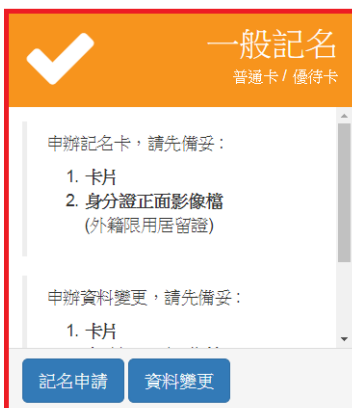 一般記名
普通卡 / 優待卡
申辦記名卡，請先備妥：
1. 卡片
2. 身分證正面影像檔
(外籍限用居留證)
申辦資料變更，請先備妥：
1. 卡片
記名申請 資料變更